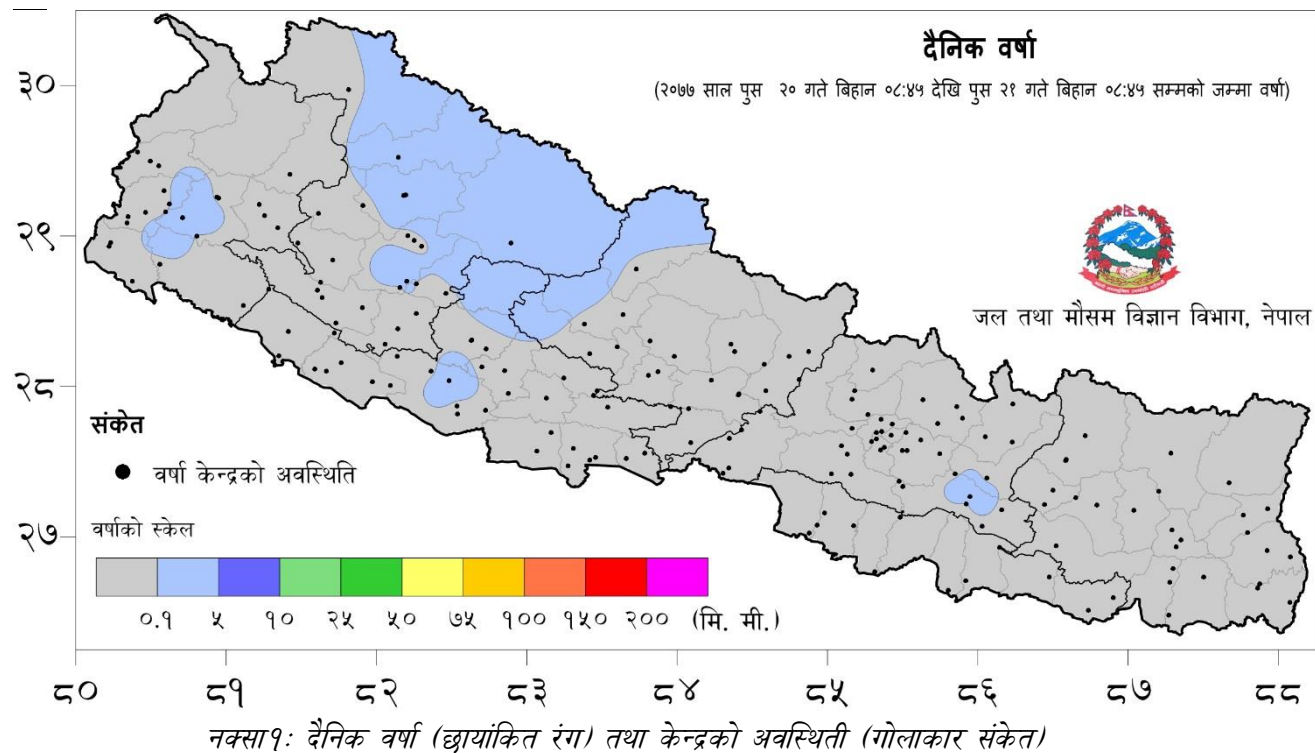 दैनिक वर्षा
(२०७७ साल पुस २० गते बिहान ०८:४५ देखि पुस २१ गते बिहान ०८:४५ सम्मको जम्मा वर्षा)
३०
२९
जल तथा मौसम विज्ञान विभाग, नेपाल
२८
संकेत
वर्षा केन्द्रको अवस्थिति
वर्षाको स्केल
२७
०.१ ५ १० २५ ५० ७५ १०० १५० २०० (मि. मी.)
८० ८१ ८२ ८३ ८४ ८५ ८६ ८७ ८८
नक्सा१: दैनिक वर्षा (छायांकित रंग) तथा केन्द्रको अवस्थिती (गोलाकार संकेत)